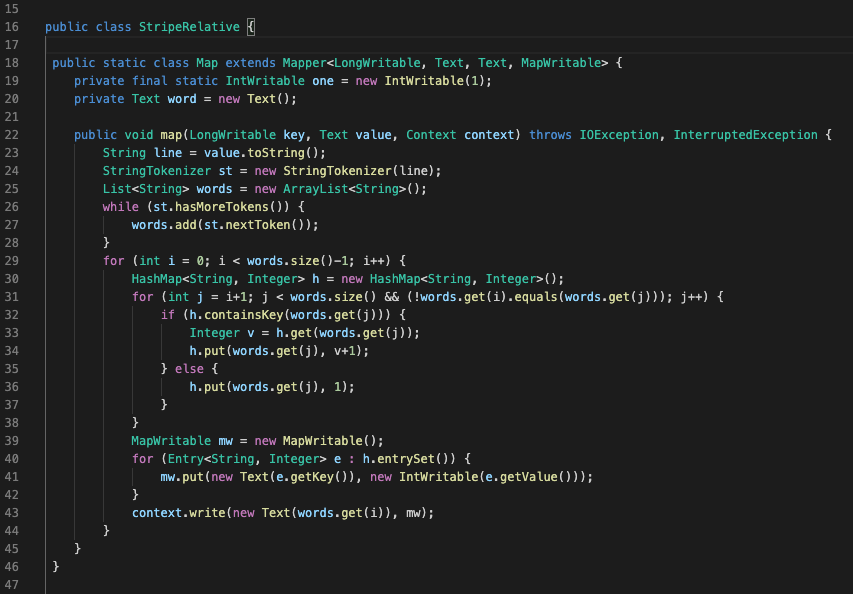 15
16 public class StripeRelative {
17
18 public static class Map extends Mapper<LongWritable, Text, Text, MapWritable> {
19 private final static IntWritable one = new IntWritable(1);
20 private Text word = new Text();
21
22 public void map(LongWritable key, Text value, Context context) throws IOException, InterruptedException {
23 String line = value.toString();
24 StringTokenizer st = new StringTokenizer(line);
25 List<String> words = new ArrayList<String>();
26 while (st.hasMoreTokens()) {
27 words.add(st.nextToken());
28 }
29 for (int i = 0; i < words.size()-1; i++) {
30 HashMap<String, Integer> h = new HashMap<String, Integer>();
31 for (int j = i+1; j < words.size() && (!words.get(i).equals(words.get(j))); j++) {
32 if (h.containsKey(words.get(j))) {
33 Integer v = h.get(words.get(j));
34 h.put(words.get(j), v+1);
35 } else {
36 h.put(words.get(j), 1);
37 }
38 }
39 MapWritable mw = new MapWritable();
40 for (Entry<String, Integer> e : h.entrySet()) {
41 mw.put(new Text(e.getKey()), new IntWritable(e.getValue()));
42 }
43 context.write(new Text(words.get(i)), mw);
44 }
45 }
46 }
47